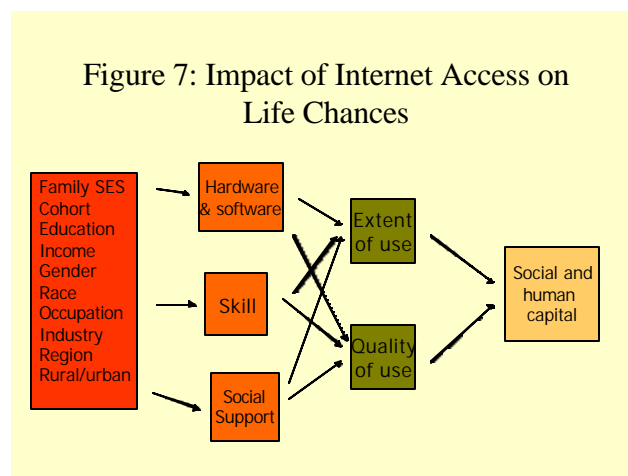 Figure 7: Impact of Internet Access on
Life Chances
Family SES
Cohort
Education
Income
Gender
Race
Occupation
Industry
Region
Rural/urban
Hardware
& software
Skill
Social
Support
Extent
of use
Quality
of use
Social and
human
capital